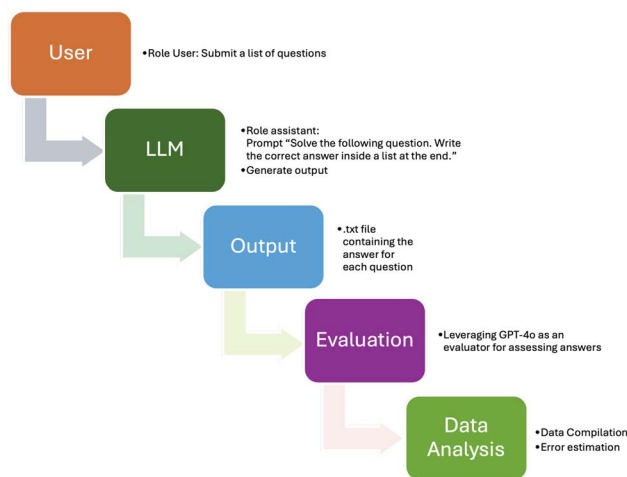 User
•Role User: Submit a list of questions
LLM
•Role assistant:
Prompt “Solve the following question. Write
the correct answer inside a list at the end.”
•Generate output
Output
•.txt file
containing the
answer for
each question
Evaluation
•Leveraging GPT-4o as an
evaluator for assessing answers
Data
Analysis
•Data Compilation
•Error estimation